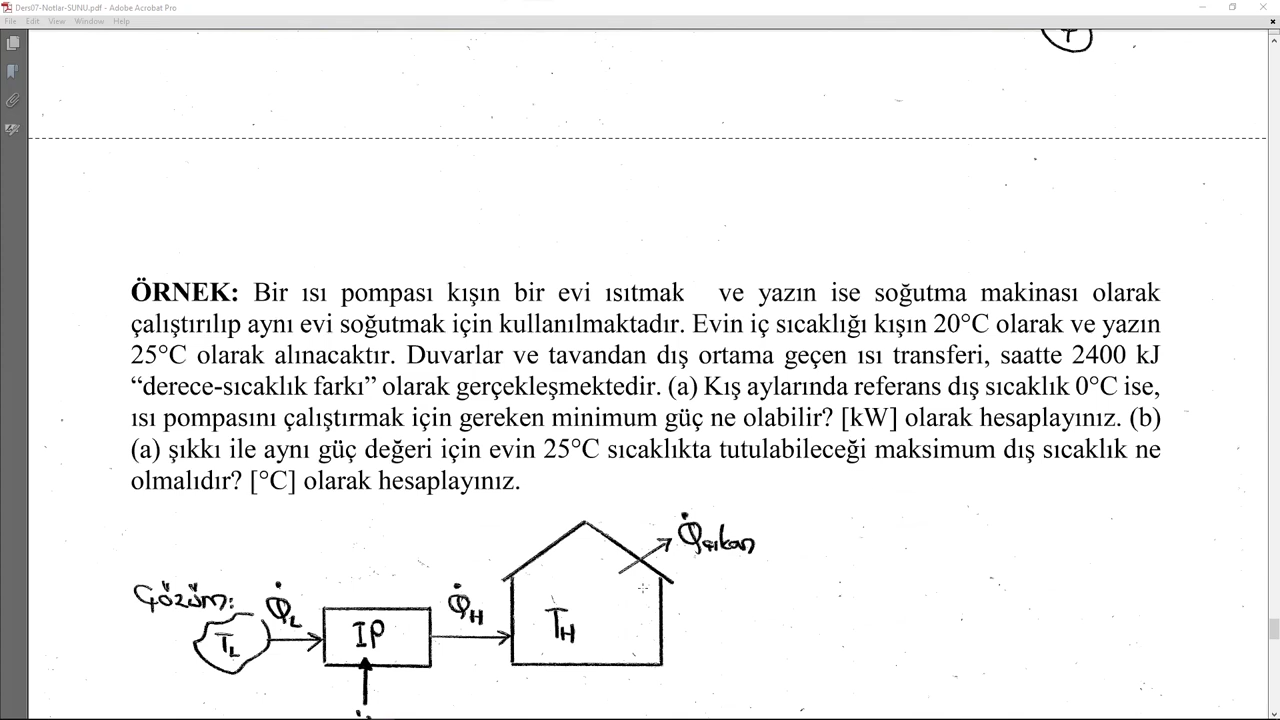 Ders07-Notlar-SUNU.pdf - Adobe Acrobat Pro
File Edit View Window Help
T
ÖRNEK: Bir ısı pompası kışın bir evi ısıtmak ve yazın ise soğutma makinası olarak
çalıştırılıp aynı evi soğutmak için kullanılmaktadır. Evin iç sıcaklığı kışın 20°C olarak ve yazın
25°C olarak alınacaktır. Duvarlar ve tavandan dış ortama geçen ısı transferi, saatte 2400 kJ
“derece-sıcaklık farkı” olarak gerçekleşmektedir. (a) Kış aylarında referans dış sıcaklık 0°C ise,
ısı pompasını çalıştırmak için gereken minimum güç ne olabilir? [kW] olarak hesaplayınız. (b)
(a) şıkkı ile aynı güç değeri için evin 25°C sıcaklıkta tutulabileceği maksimum dış sıcaklık ne
olmalıdır? [°C] olarak hesaplayınız.
Q̇çıkan
Çözüm:
Q̇L
Q̇H
TL
IP
TH